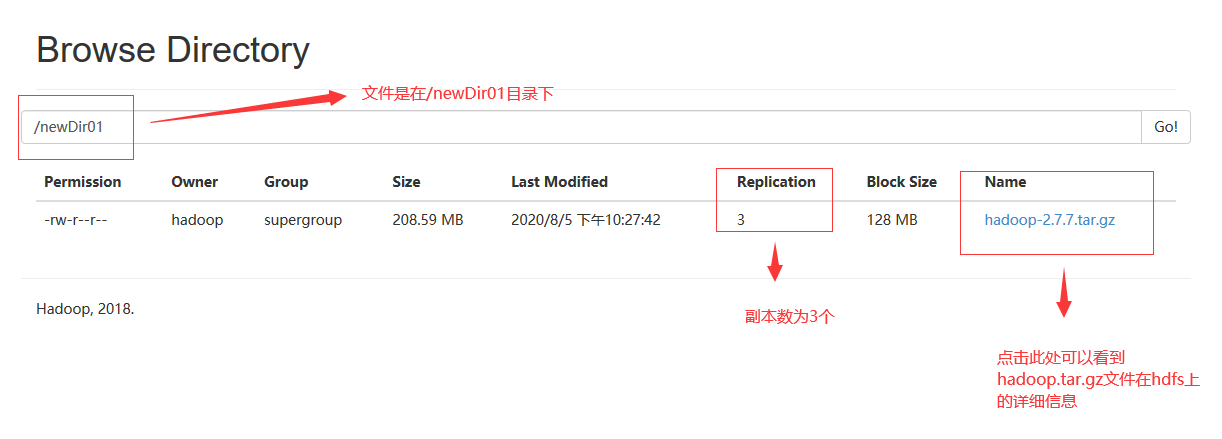 Browse Directory
文件是在/newDir01目录下
/newDir01 Go!
Permission Owner Group Size Last Modified Replication Block Size Name
-rw-r--r-- hadoop supergroup 208.59 MB 2020/8/5 下午10:27:42 3 128 MB hadoop-2.7.7.tar.gz
Hadoop, 2018.
副本数为3个
点击此处可以看到
hadoop.tar.gz文件在hdfs上
的详细信息